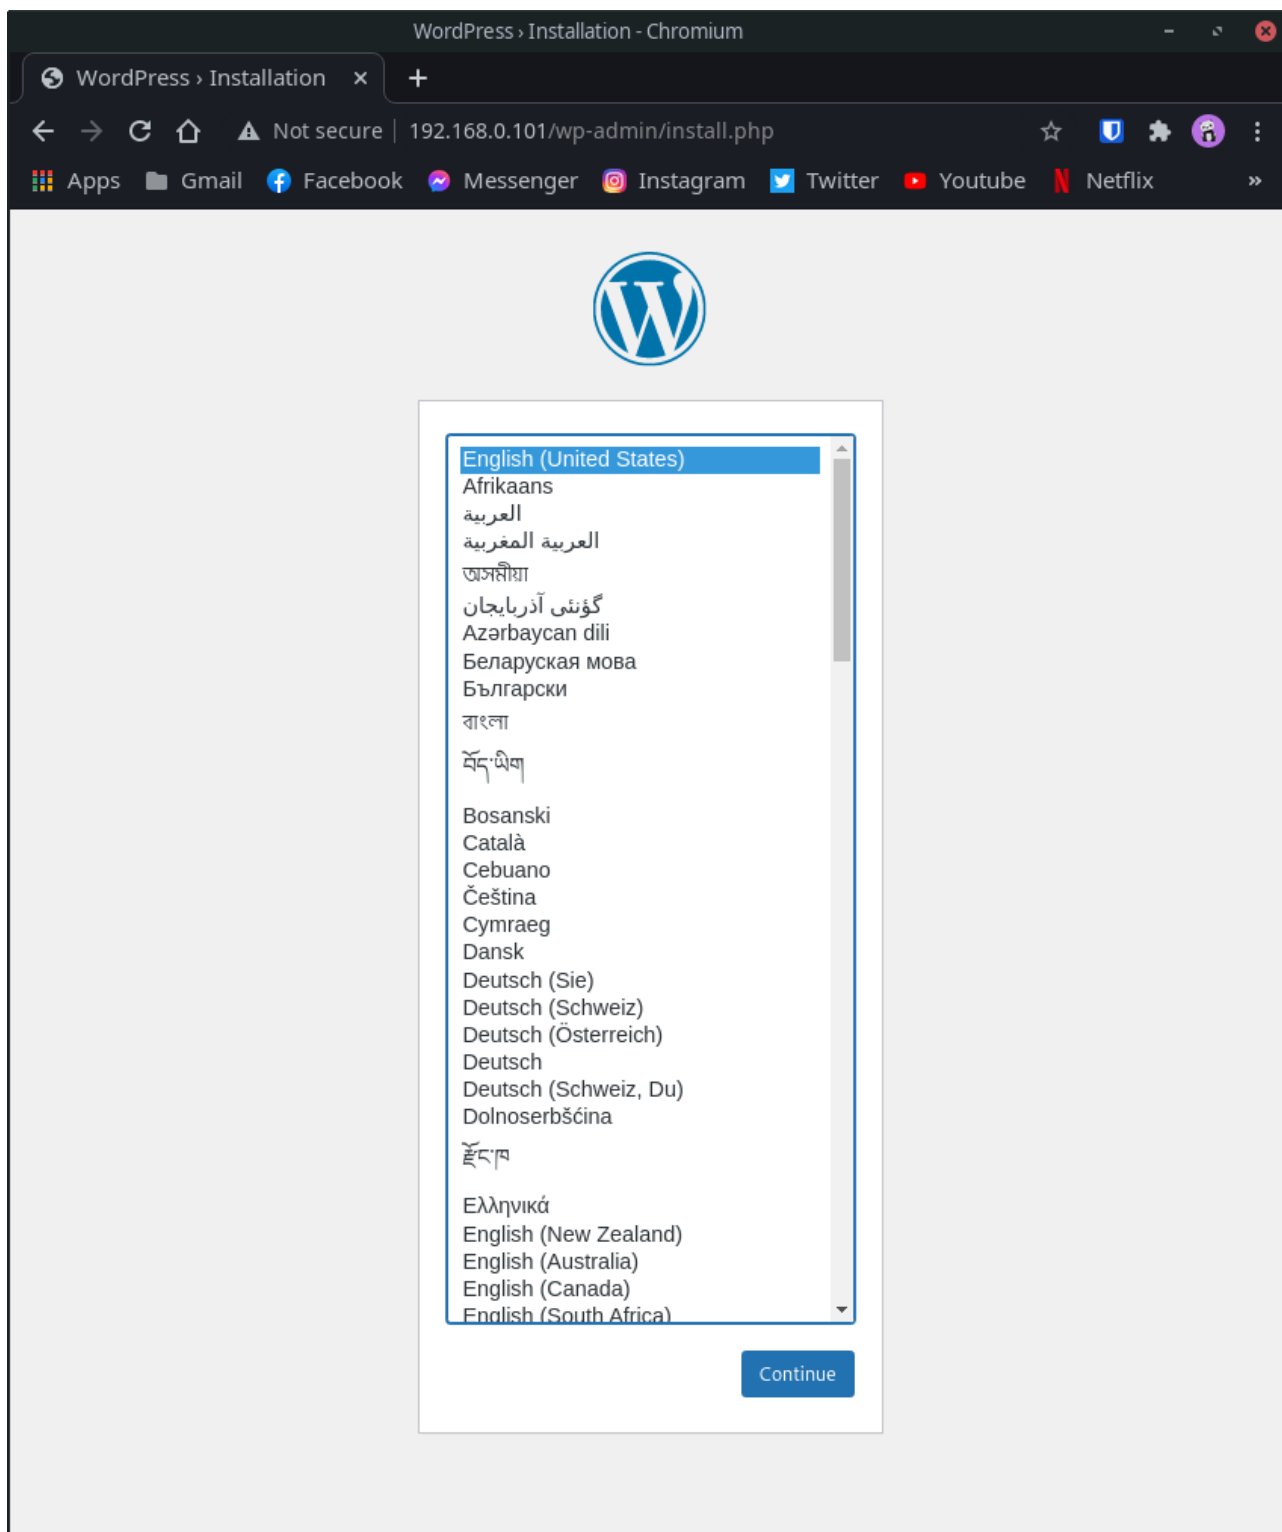 WordPress › Installation - Chromium
WordPress › Installation
Not secure | 192.168.0.101/wp-admin/install.php
Apps Gmail Facebook Messenger Instagram Twitter Youtube Netflix »
English (United States)
Afrikaans
العربية
العربية المغربية
অসমীয়া
گؤنئی آذربایجان
Azərbaycan dili
Беларуская мова
Български
বাংলা
བོད་ཡིག
Bosanski
Català
Cebuano
Čeština
Cymraeg
Dansk
Deutsch (Sie)
Deutsch (Schweiz)
Deutsch (Österreich)
Deutsch
Deutsch (Schweiz, Du)
Dolnoserbšćina
རྫོང་ཁ
Ελληνικά
English (New Zealand)
English (Australia)
English (Canada)
English (South Africa)
Continue